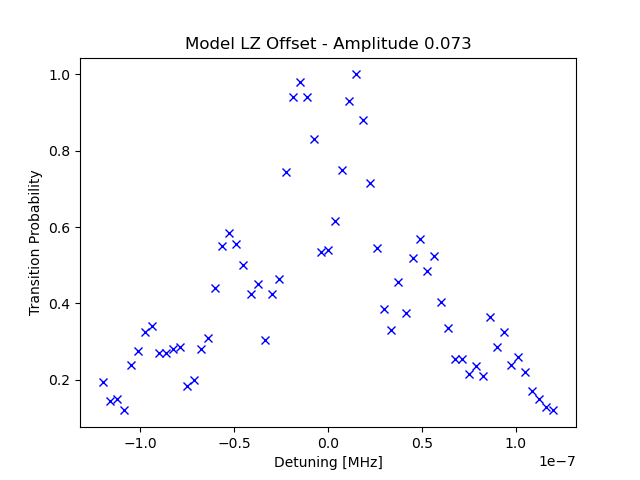 Model LZ Offset - Amplitude 0.073
Transition Probability
1.0
0.8
0.6
0.4
0.2
−1.0 −0.5 0.0 0.5 1.0
1e−7
Detuning [MHz]